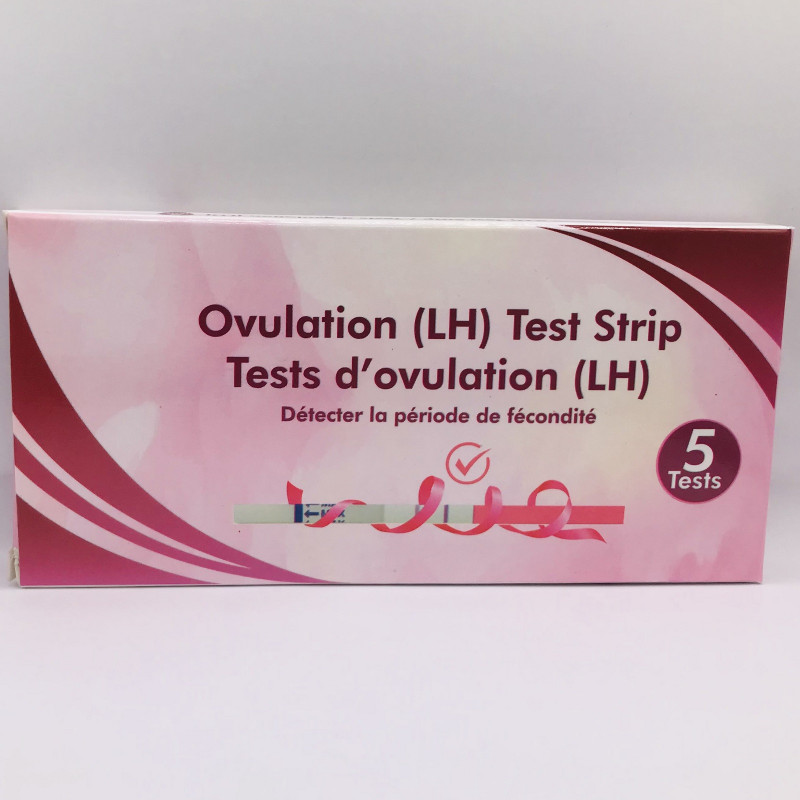 Ovulation (LH) Test Strip
Tests d'ovulation (LH)
Détecter la période de fécondité
5
Tests